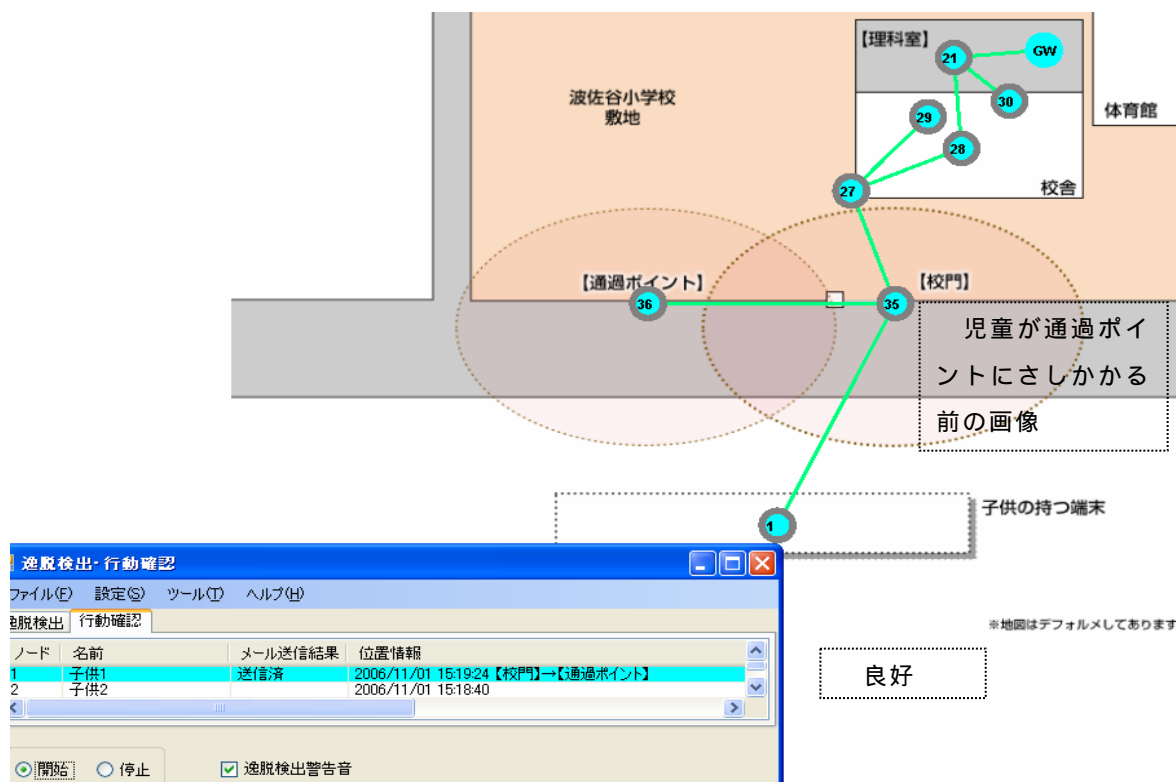 【理科室】
21
GW
30
29
28
27
校舎
体育館
波佐谷小学校
敷地
【通過ポイント】
【校門】
36
35
児童が通過ポイ
ントにさしかかる
前の画像
子供の持つ端末
1
※地図はデフォルメしてあります
良好
逸脱検出・行動確認
ファイル(F) 設定(S) ツール(T) ヘルプ(H)
逸脱検出 行動確認
ノード 名前 メール送信結果 位置情報
1 子供1 送信済 2006/11/01 15:19:24 【校門】→【通過ポイント】
2 子供2 2006/11/01 15:18:40
開始 停止 逸脱検出警告音